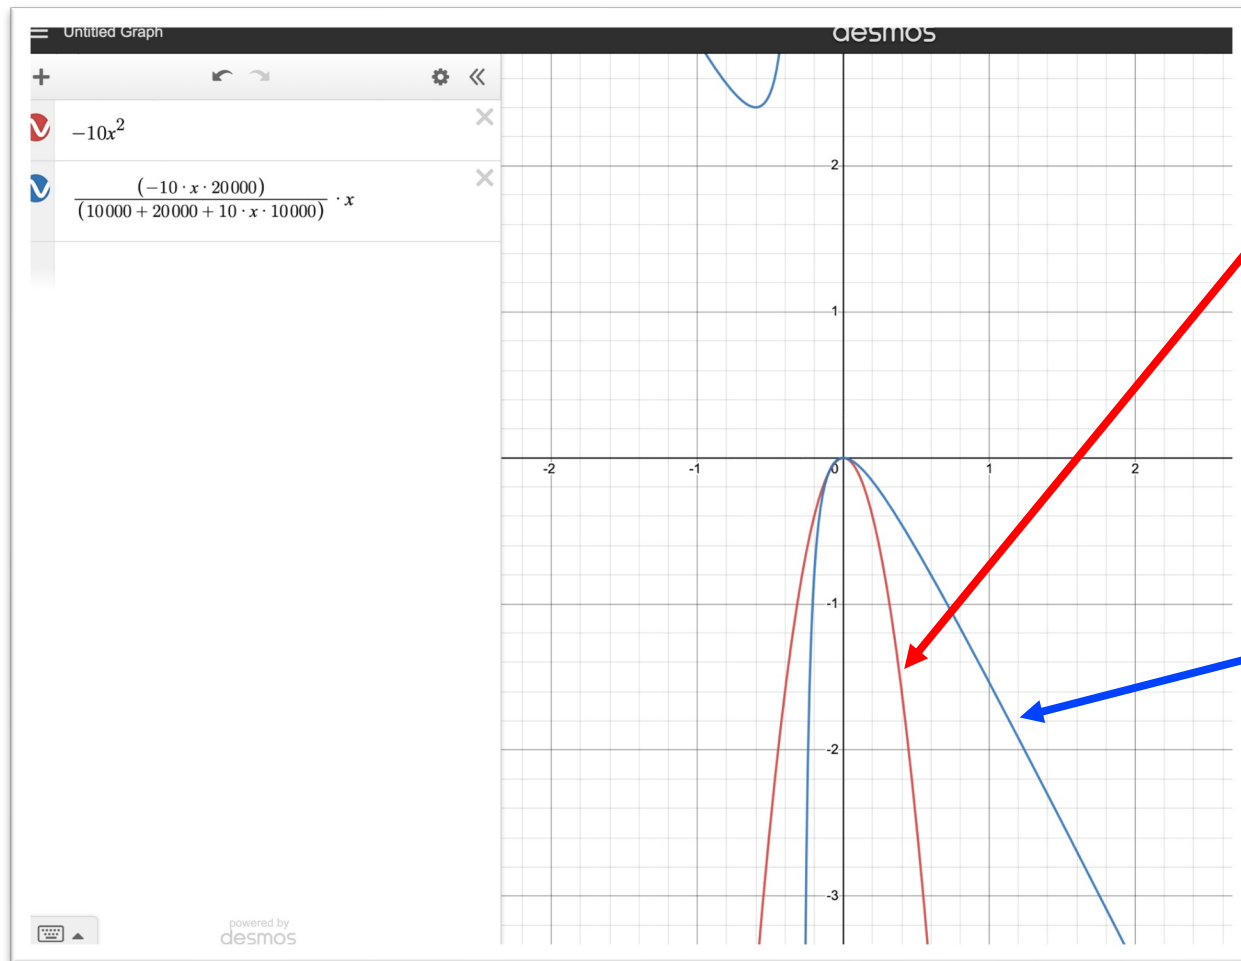 Untitled Graph
desmos
−10x²
(−10 · x · 20000)
(10000 + 20000 + 10 · x · 10000) · x
2
1
-2
-1
0
1
2
-1
-2
-3
powered by
desmos